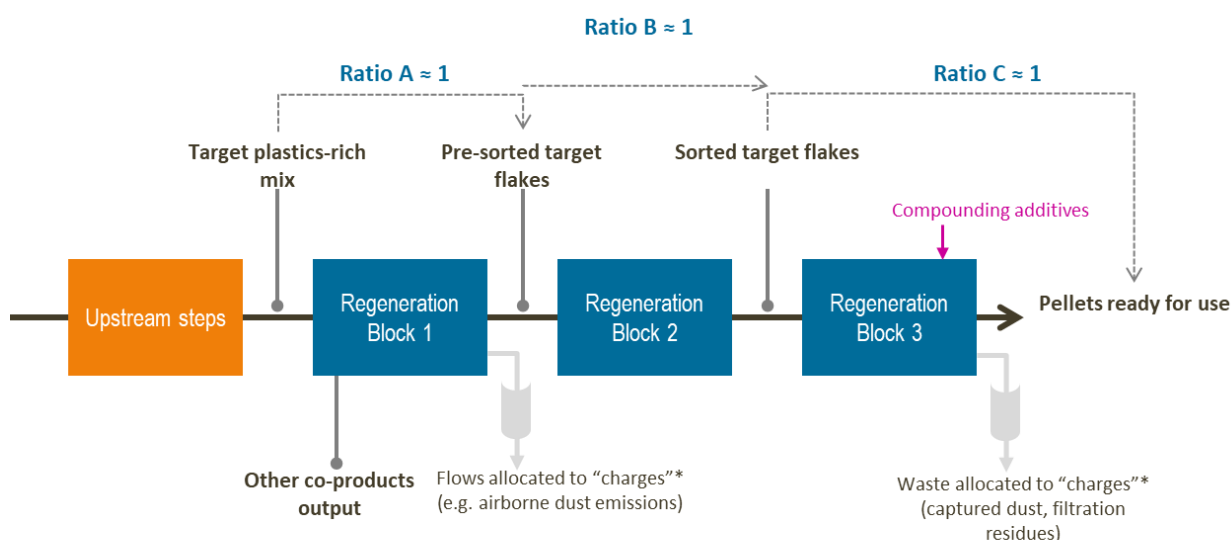 Ratio B ≈ 1
Ratio A ≈ 1
Ratio C ≈ 1
Target plastics-rich
mix
Pre-sorted target
flakes
Sorted target flakes
Compounding additives
Upstream steps
Regeneration
Block 1
Regeneration
Block 2
Regeneration
Block 3
Pellets ready for use
Other co-products
output
Flows allocated to “charges”*
(e.g. airborne dust emissions)
Waste allocated to “charges”*
(captured dust, filtration
residues)